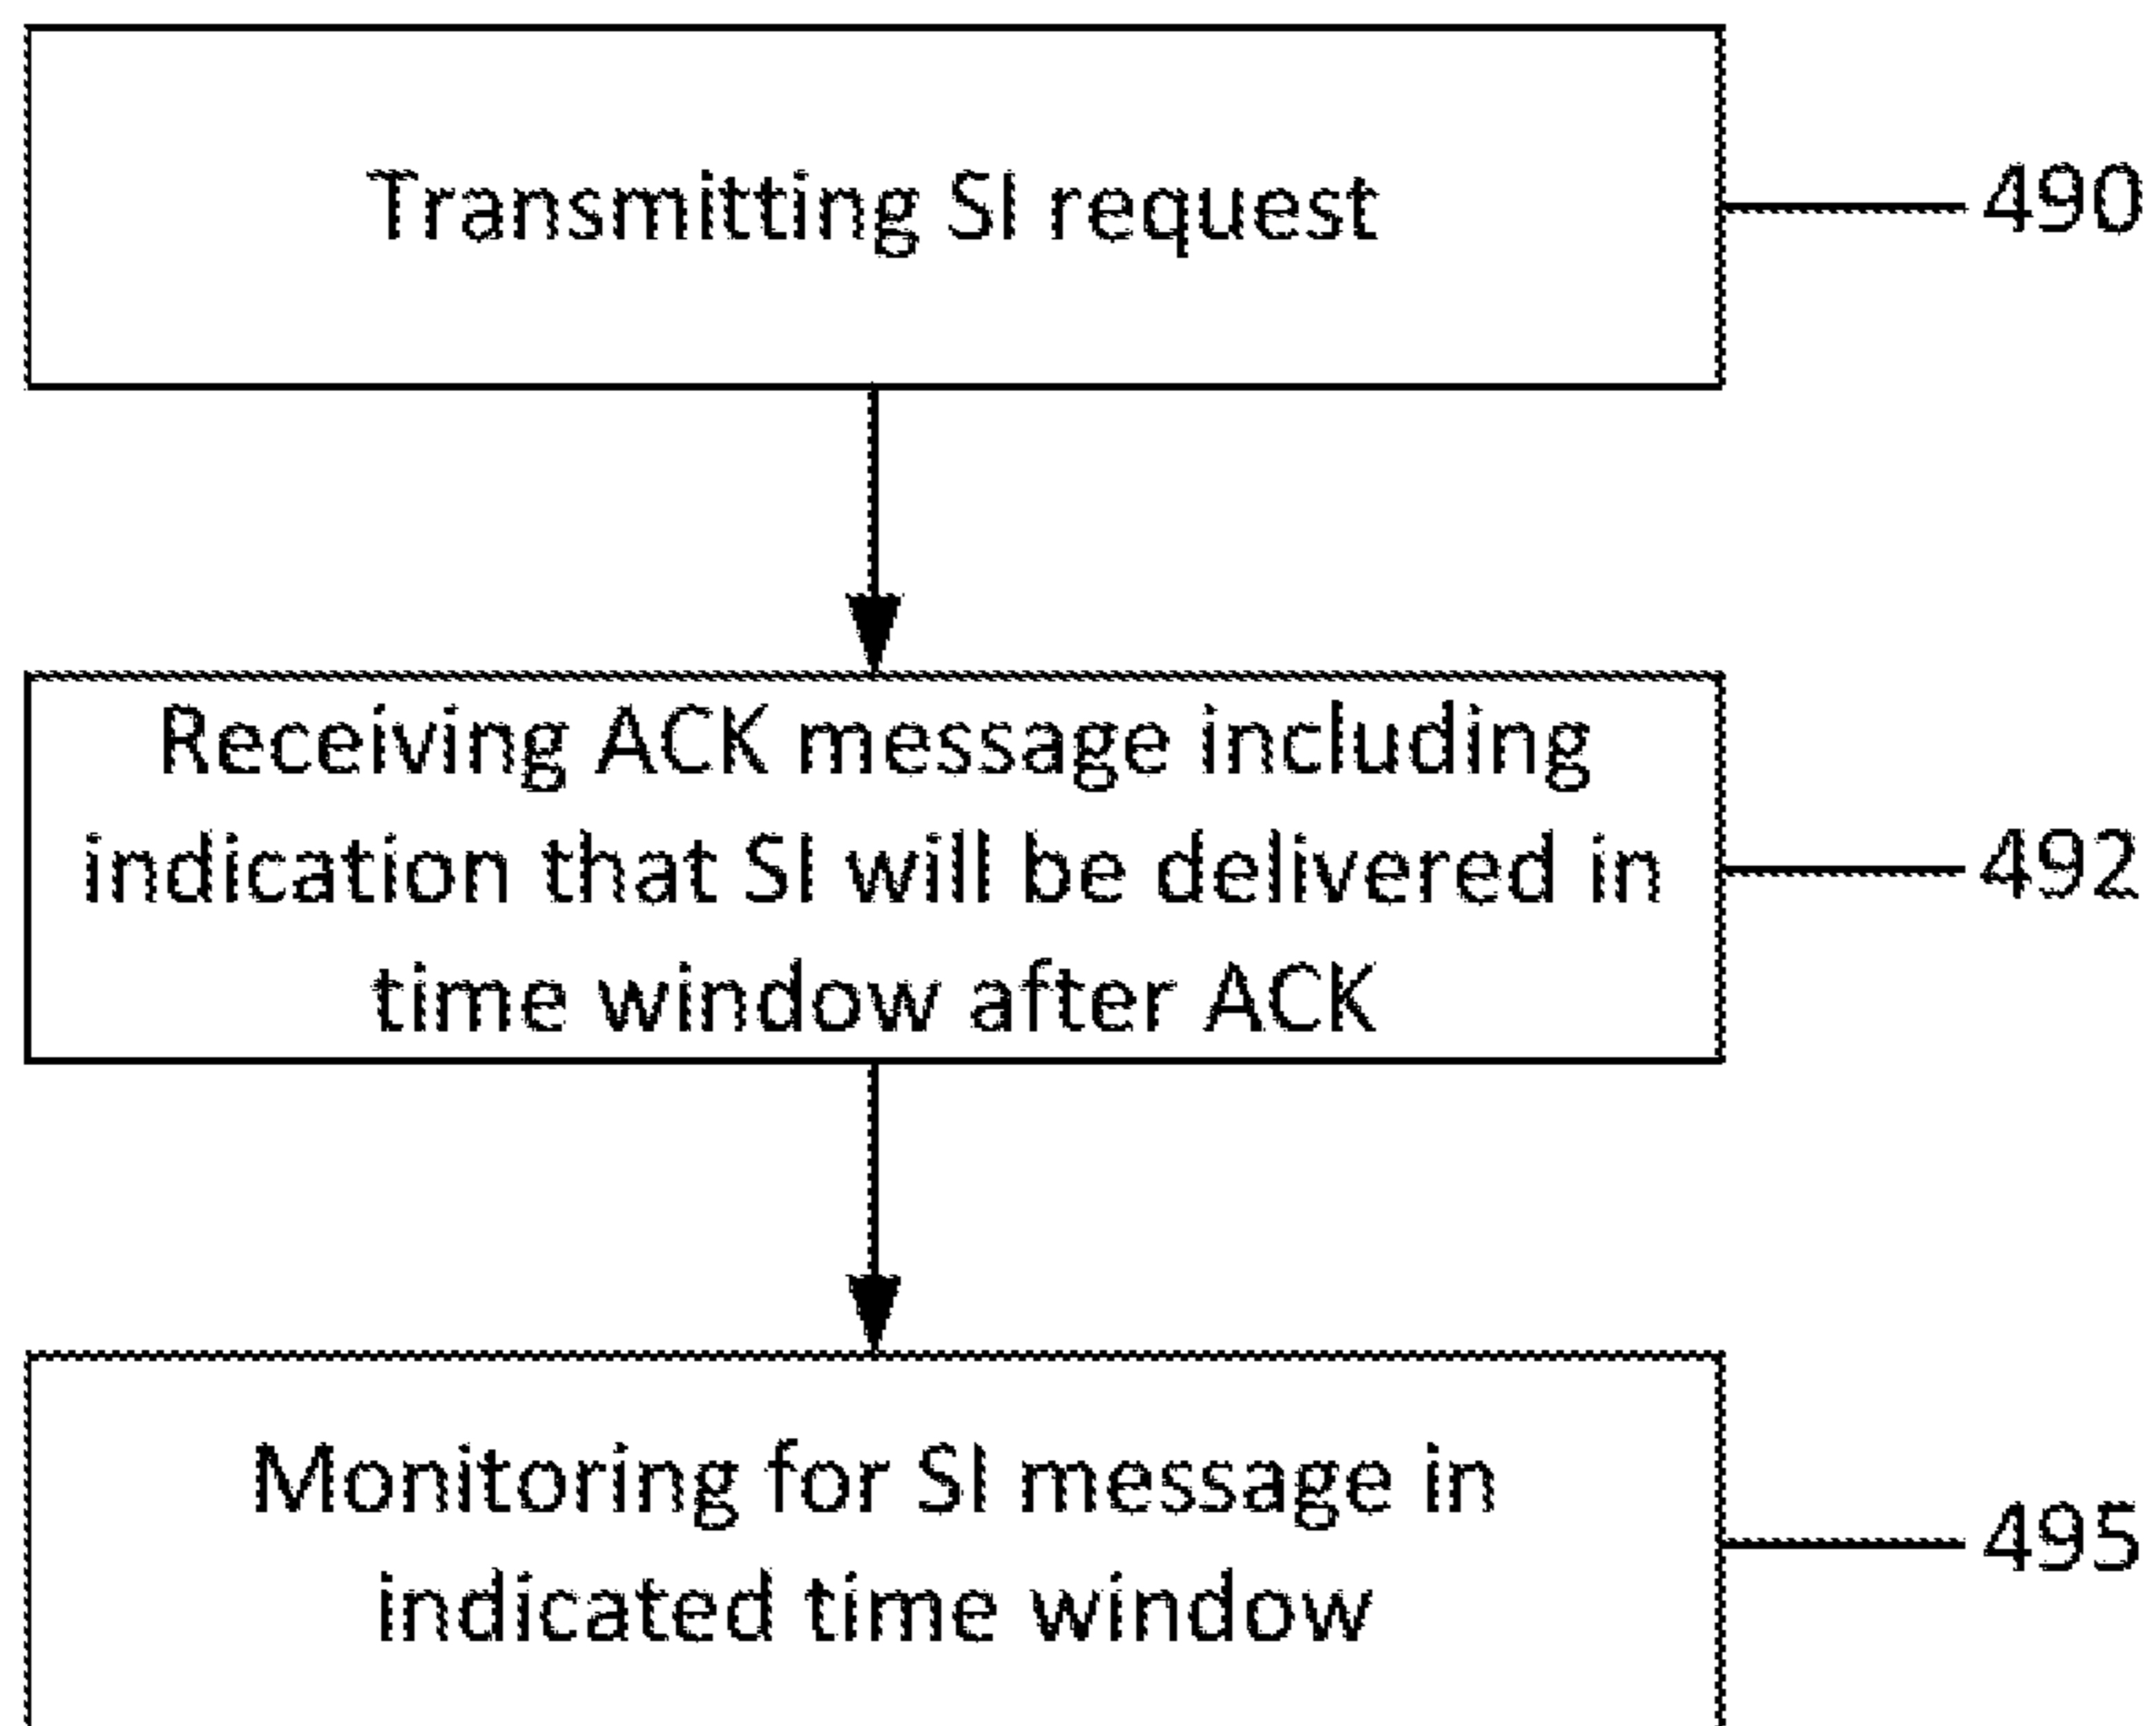 Transmitting SI request
490
Receiving ACK message including
indication that SI will be delivered in
time window after ACK
492
Monitoring for SI message in
indicated time window
495